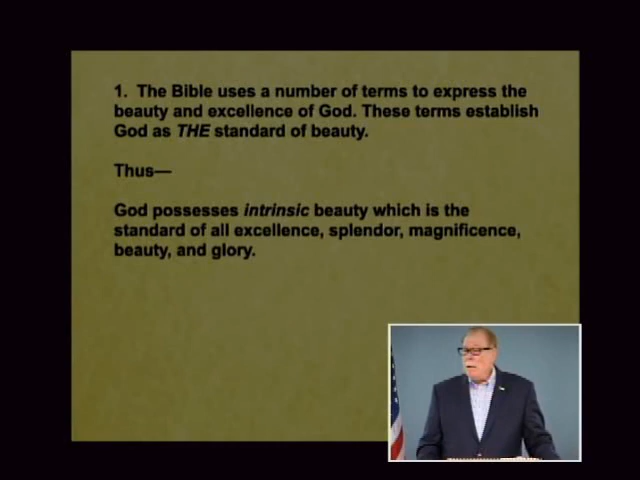 1. The Bible uses a number of terms to express the
beauty and excellence of God. These terms establish
God as THE standard of beauty.
Thus—
God possesses intrinsic beauty which is the
standard of all excellence, splendor, magnificence,
beauty, and glory.